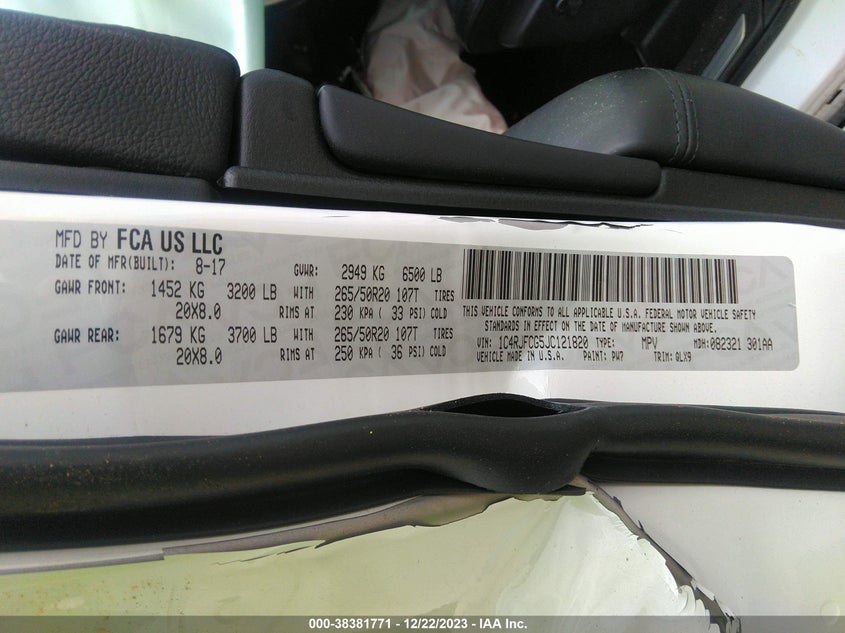 MFD BY FCA US LLC
DATE OF MFR(BUILT): 8-17 GVWR: 2949 KG 6500 LB
GAWR FRONT: 1452 KG 3200 LB WITH 265/50R20 107T TIRES
20X8.0 RIMS AT 230 KPA ( 33 PSI) COLD
GAWR REAR: 1679 KG 3700 LB WITH 265/50R20 107T TIRES
20X8.0 RIMS AT 250 KPA ( 36 PSI) COLD
THIS VEHICLE CONFORMS TO ALL APPLICABLE U.S.A. FEDERAL MOTOR VEHICLE SAFETY
STANDARDS IN EFFECT ON THE DATE OF MANUFACTURE SHOWN ABOVE.
VIN: 1C4RJFCG5JC121820 TYPE: MPV MDH: 082321 301AA
VEHICLE MADE IN U.S.A. PAINT: PW7 TRIM: QLX9
000-38381771 - 12/22/2023 - IAA Inc.